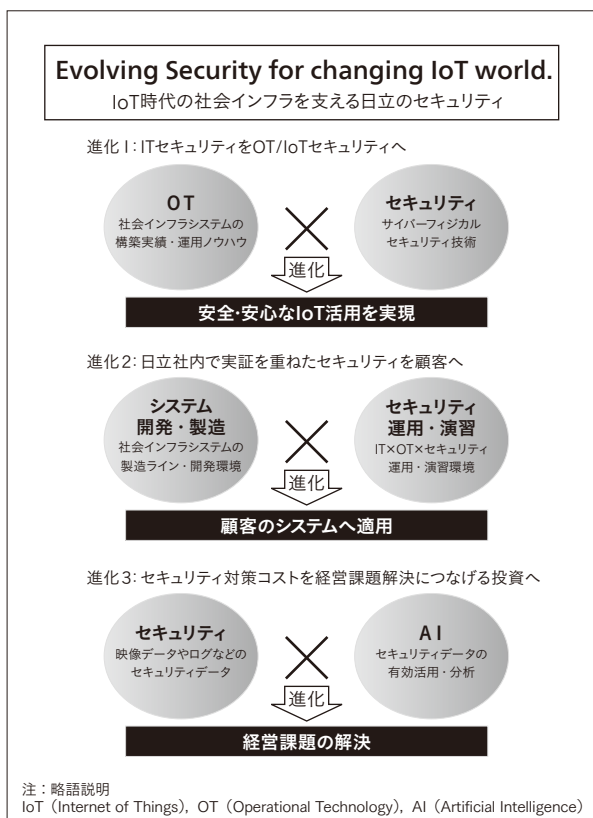 Evolving Security for changing IoT world.
IoT時代の社会インフラを支える日立のセキュリティ
進化1：ITセキュリティをOT/IoTセキュリティへ
OT
社会インフラシステムの
構築実績・運用ノウハウ
セキュリティ
サイバーフィジカル
セキュリティ技術
進化
安全・安心なIoT活用を実現
進化2：日立社内で実証を重ねたセキュリティを顧客へ
システム
開発・製造
社会インフラシステムの
製造ライン・開発環境
セキュリティ
運用・演習
IT×OT×セキュリティ
運用・演習環境
進化
顧客のシステムへ適用
進化3：セキュリティ対策コストを経営課題解決につなげる投資へ
セキュリティ
映像データやログなどの
セキュリティデータ
AI
セキュリティデータの
有効活用・分析
進化
経営課題の解決
注：略語説明
IoT（Internet of Things），OT（Operational Technology），AI（Artificial Intelligence）